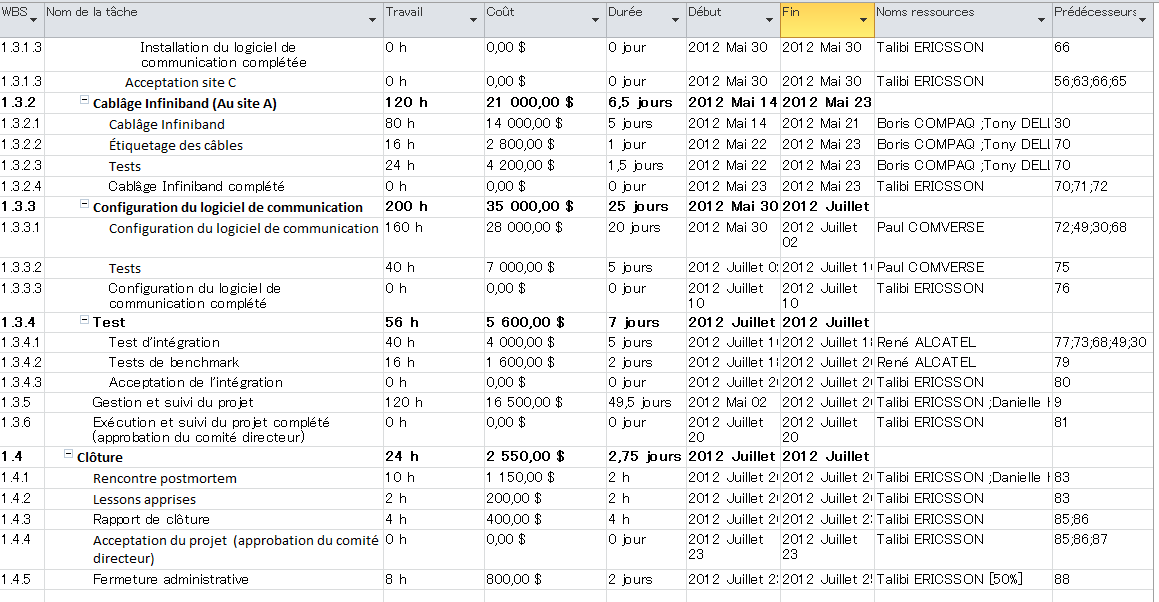 WBS Nom de la tâche Travail Coût Durée Début Fin Noms ressources Prédécesseurs
1.3.1.3 Installation du logiciel de 0 h 0,00 $ 0 jour 2012 Mai 30 2012 Mai 30 Talibi ERICSSON 66
communication complétée
1.3.1.3 Acceptation site C 0 h 0,00 $ 0 jour 2012 Mai 30 2012 Mai 30 Talibi ERICSSON 56;63;66;65
1.3.2 Cablâge Infiniband (Au site A) 120 h 21 000,00 $ 6,5 jours 2012 Mai 14 2012 Mai 23
1.3.2.1 Cablâge Infiniband 80 h 14 000,00 $ 5 jours 2012 Mai 14 2012 Mai 21 Boris COMPAQ ;Tony DELL 30
1.3.2.2 Étiquetage des câbles 16 h 2 800,00 $ 1 jour 2012 Mai 22 2012 Mai 23 Boris COMPAQ ;Tony DELL 70
1.3.2.3 Tests 24 h 4 200,00 $ 1,5 jours 2012 Mai 22 2012 Mai 23 Boris COMPAQ ;Tony DELL 70
1.3.2.4 Cablâge Infiniband complété 0 h 0,00 $ 0 jour 2012 Mai 23 2012 Mai 23 Talibi ERICSSON 70;71;72
1.3.3 Configuration du logiciel de communication 200 h 35 000,00 $ 25 jours 2012 Mai 30 2012 Juillet
1.3.3.1 Configuration du logiciel de communication 160 h 28 000,00 $ 20 jours 2012 Mai 30 2012 Juillet Paul COMVERSE 72;49;30;68
02
1.3.3.2 Tests 40 h 7 000,00 $ 5 jours 2012 Juillet 2012 Juillet Paul COMVERSE 75
1.3.3.3 Configuration du logiciel de 0 h 0,00 $ 0 jour 2012 Juillet 2012 Juillet Talibi ERICSSON 76
communication complété 10 10
1.3.4 Test 56 h 5 600,00 $ 7 jours 2012 Juillet 2012 Juillet
1.3.4.1 Test d'intégration 40 h 4 000,00 $ 5 jours 2012 Juillet 2012 Juillet René ALCATEL 77;73;68;49;30
1.3.4.2 Tests de benchmark 16 h 1 600,00 $ 2 jours 2012 Juillet 2012 Juillet René ALCATEL 79
1.3.4.3 Acceptation de l'intégration 0 h 0,00 $ 0 jour 2012 Juillet 2012 Juillet Talibi ERICSSON 80
1.3.5 Gestion et suivi du projet 120 h 16 500,00 $ 49,5 jours 2012 Mai 02 2012 Juillet Talibi ERICSSON ;Danielle 9
1.3.6 Exécution et suivi du projet complété 0 h 0,00 $ 0 jour 2012 Juillet 2012 Juillet Talibi ERICSSON 81
(approbation du comité directeur) 20 20
1.4 Clôture 24 h 2 550,00 $ 2,75 jours 2012 Juillet 2012 Juillet
1.4.1 Rencontre postmortem 10 h 1 150,00 $ 2 h 2012 Juillet 2012 Juillet Talibi ERICSSON ;Danielle 83
1.4.2 Lessons apprises 2 h 200,00 $ 2 h 2012 Juillet 2012 Juillet Talibi ERICSSON 83
1.4.3 Rapport de clôture 4 h 400,00 $ 4 h 2012 Juillet 2012 Juillet Talibi ERICSSON 85;86
1.4.4 Acceptation du projet (approbation du comité 0 h 0,00 $ 0 jour 2012 Juillet 2012 Juillet Talibi ERICSSON 85;86;87
directeur) 23 23
1.4.5 Fermeture administrative 8 h 800,00 $ 2 jours 2012 Juillet 2012 Juillet Talibi ERICSSON [50%] 88